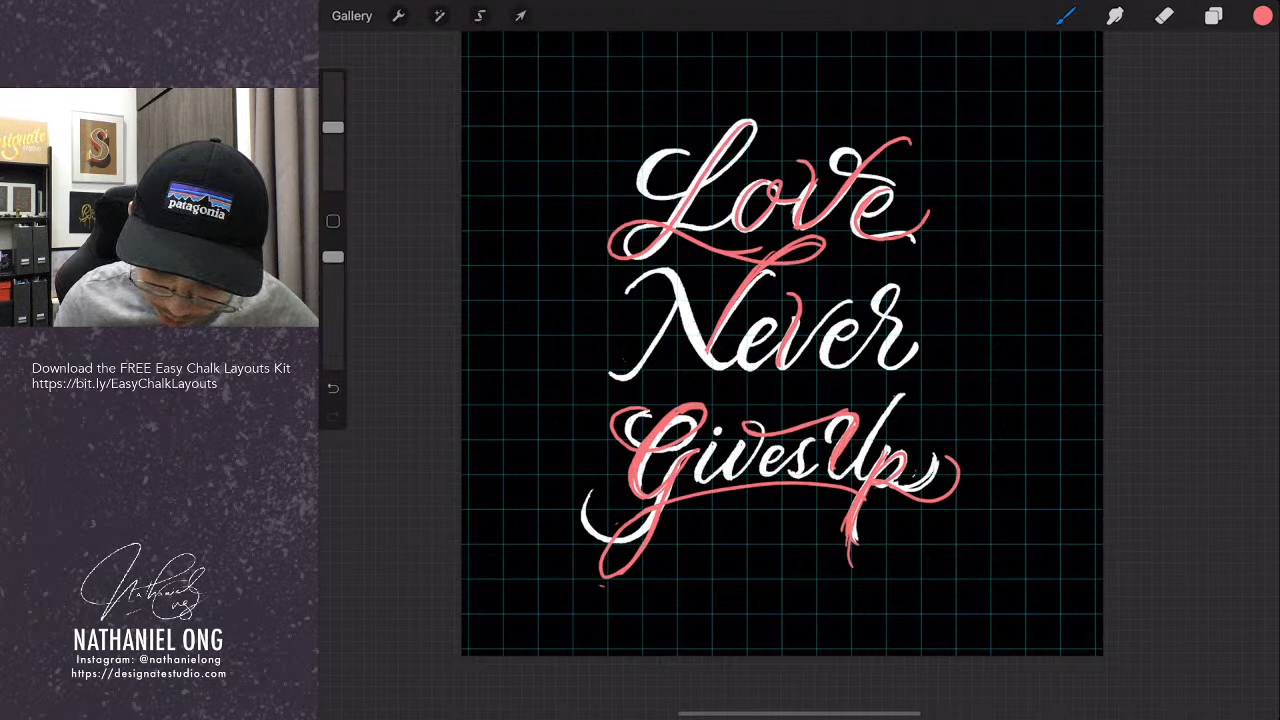 Gallery
Love
Never
Gives Up
designate
S
patagonia
Download the FREE Easy Chalk Layouts Kit
https://bit.ly/EasyChalkLayouts
NATHANIEL ONG
Instagram: @nathanielong
https://designatestudio.com